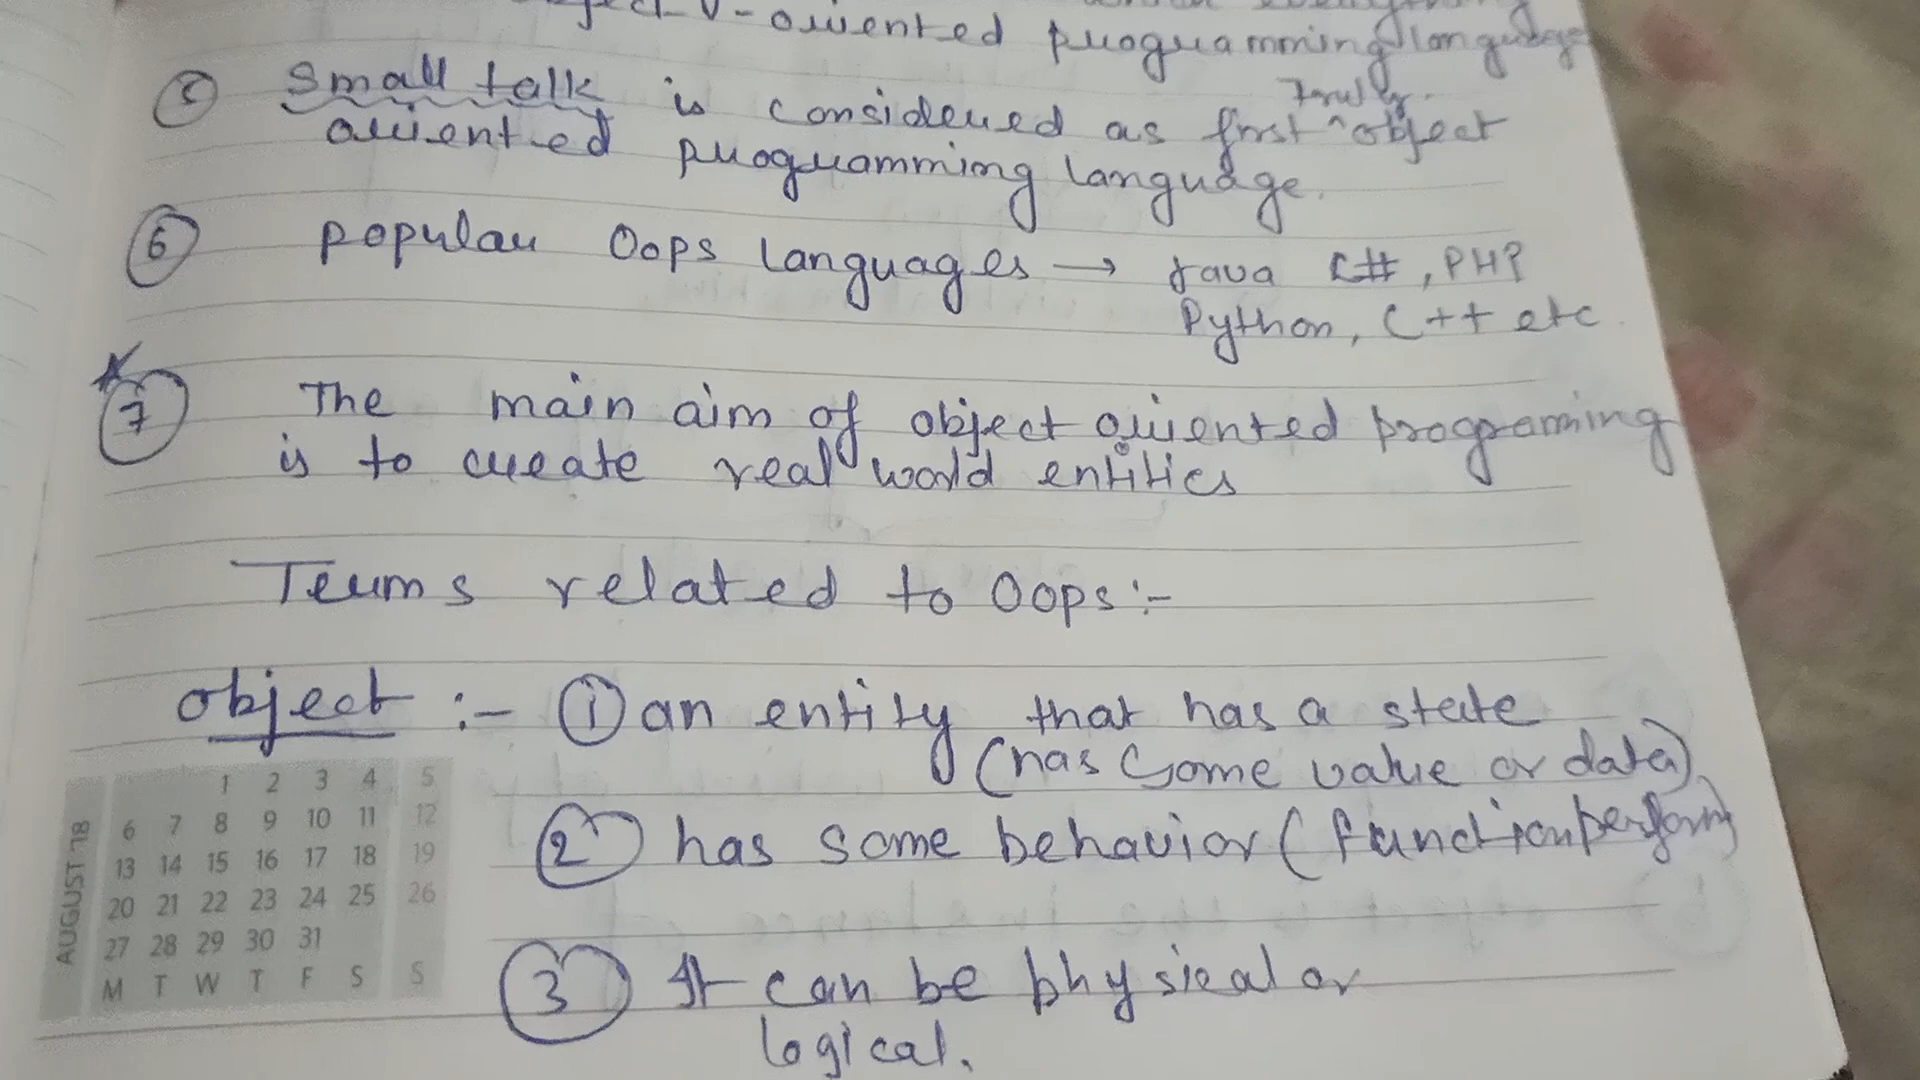 -oriented programming language
⑤ Small talk is considered as first ^ object
truly.
oriented programming language.
⑥ popular Oops languages → Java C#, PHP
Python, C++ etc
⑦ The main aim of object oriented programing
is to create real world entities
Terms related to Oops:-
object :- ① an entity that has a state
(has some value or data)
② has some behavior (function perform)
③ It can be physical or
logical.
AUGUST '18
1 2 3 4 5
6 7 8 9 10 11 12
13 14 15 16 17 18 19
20 21 22 23 24 25 26
27 28 29 30 31
M T W T F S S